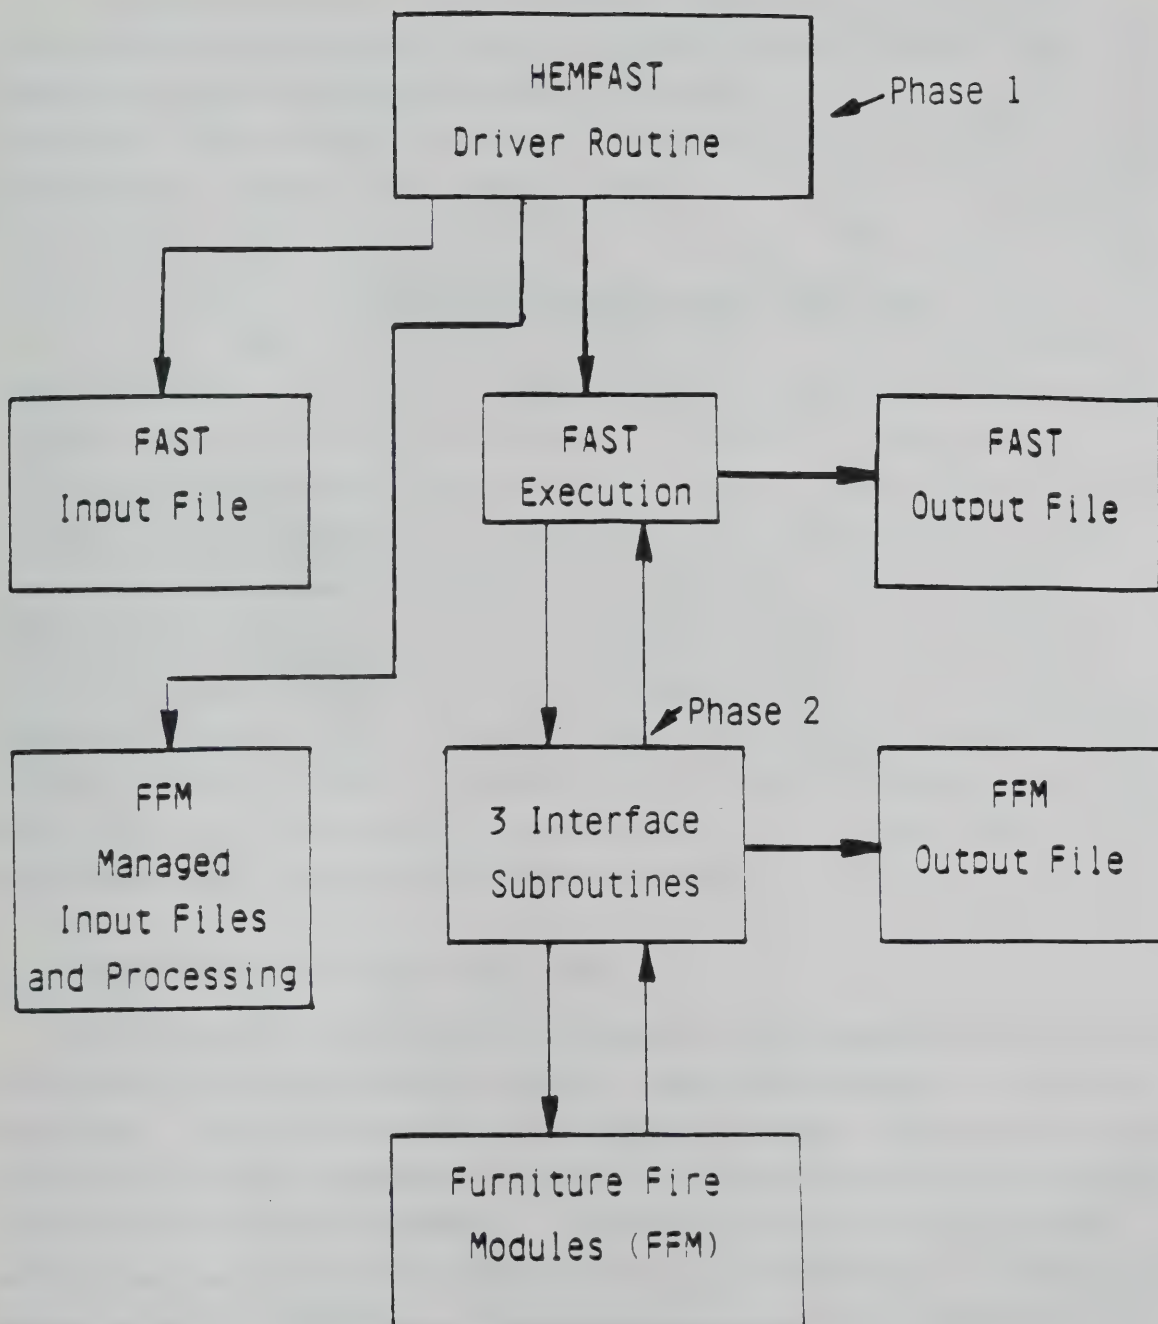 HEMFAST
Driver Routine
Phase 1
FAST
Input File
FAST
Execution
FAST
Output File
Phase 2
FFM
Managed
Input Files
and Processing
3 Interface
Subroutines
FFM
Output File
Furniture Fire
Modules (FFM)